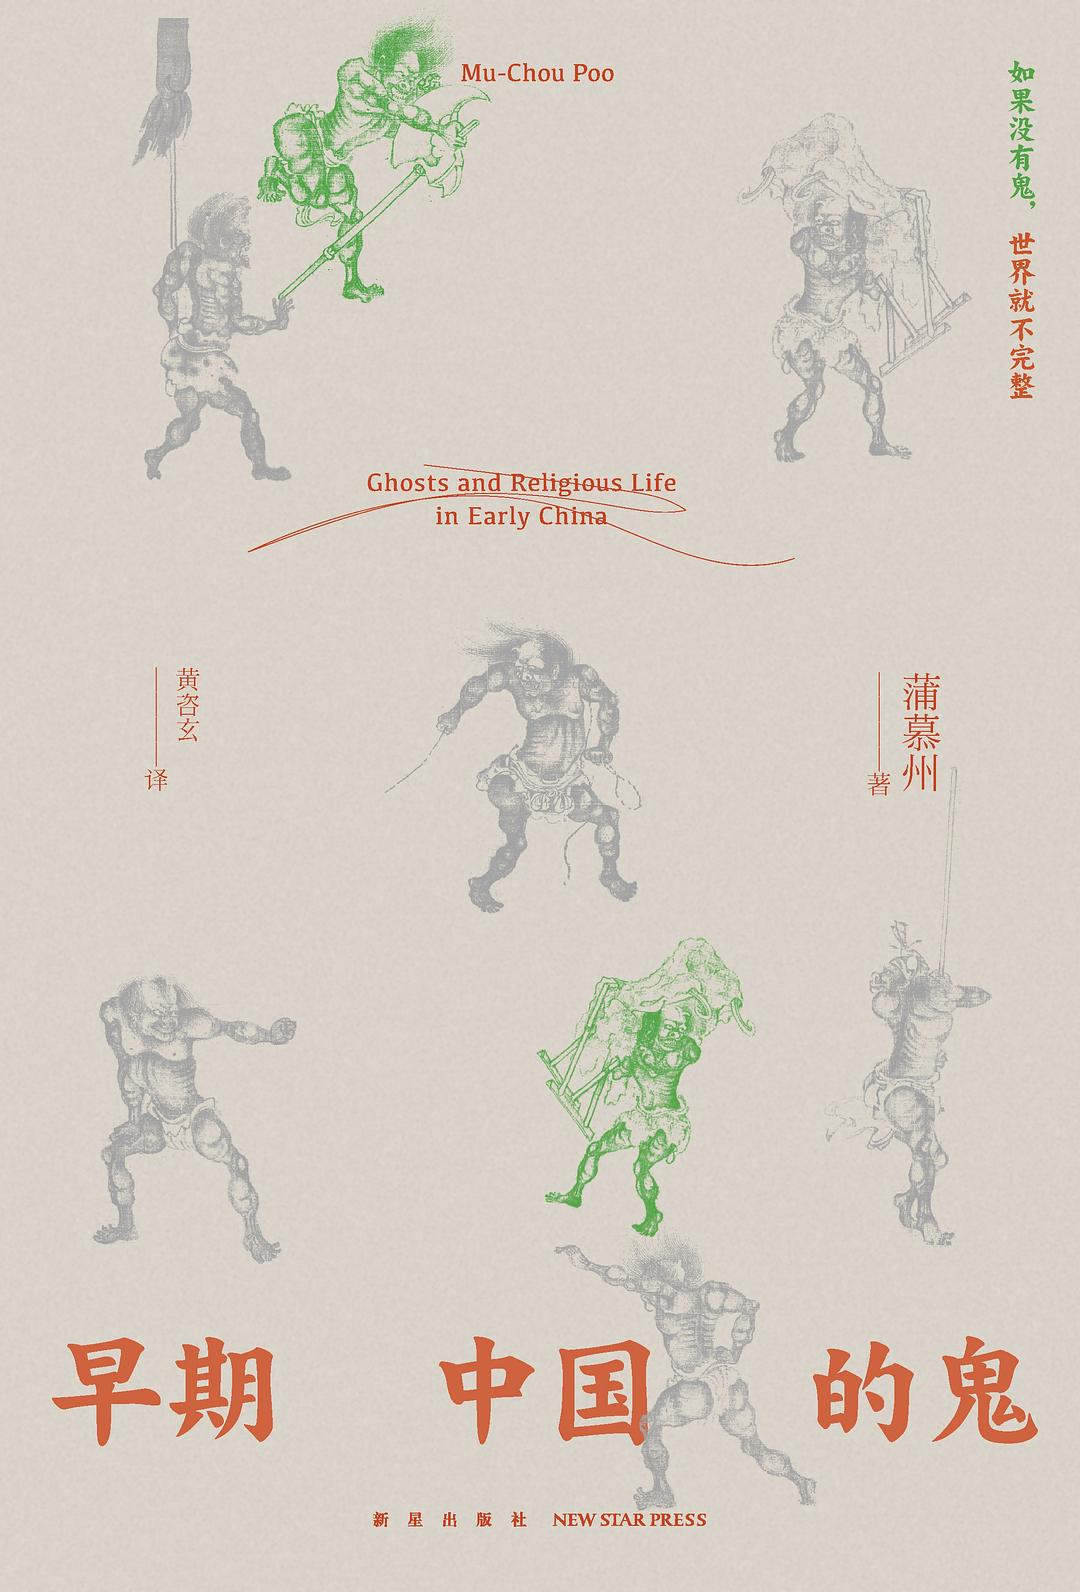 Mu-Chou Poo
如果没有鬼，世界就不完整
Ghosts and Religious Life
in Early China
蒲慕州
著
黄咨玄
译
早期中国的鬼
新星出版社 NEW STAR PRESS